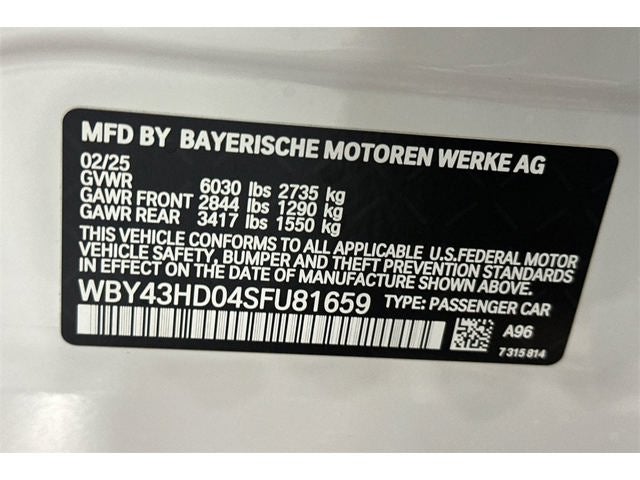 MFD BY BAYERISCHE MOTOREN WERKE AG
02/25
GVWR 6030 lbs 2735 kg
GAWR FRONT 2844 lbs 1290 kg
GAWR REAR 3417 lbs 1550 kg
THIS VEHICLE CONFORMS TO ALL APPLICABLE U.S.FEDERAL MOTOR
VEHICLE SAFETY, BUMPER AND THEFT PREVENTION STANDARDS
IN EFFECT ON THE DATE OF MANUFACTURE SHOWN ABOVE.
WBY43HD04SFU81659 TYPE: PASSENGER CAR
A96
7 315 814